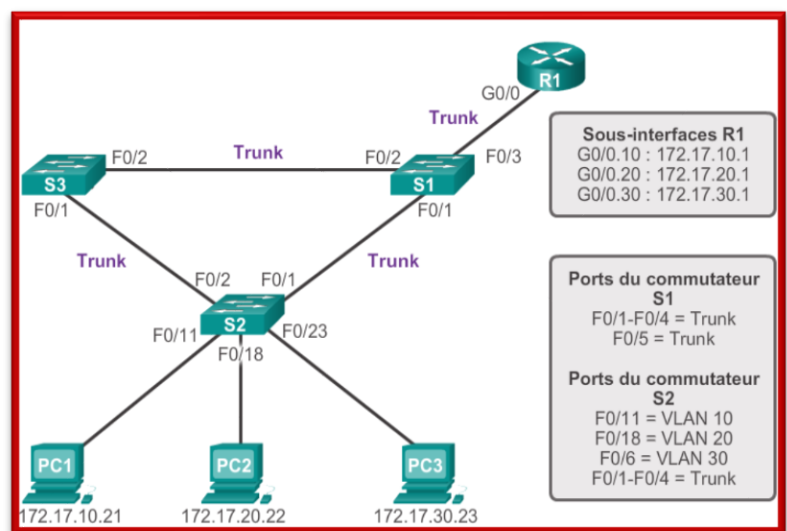 R1
G0/0
Trunk
F0/2
Trunk
F0/2
F0/3
S3
S1
F0/1
F0/1
Trunk
Trunk
F0/2
F0/1
S2
F0/11
F0/23
F0/18
PC1
PC2
PC3
172.17.10.21
172.17.20.22
172.17.30.23
Sous-interfaces R1
G0/0.10 : 172.17.10.1
G0/0.20 : 172.17.20.1
G0/0.30 : 172.17.30.1
Ports du commutateur
S1
F0/1-F0/4 = Trunk
F0/5 = Trunk
Ports du commutateur
S2
F0/11 = VLAN 10
F0/18 = VLAN 20
F0/6 = VLAN 30
F0/1-F0/4 = Trunk